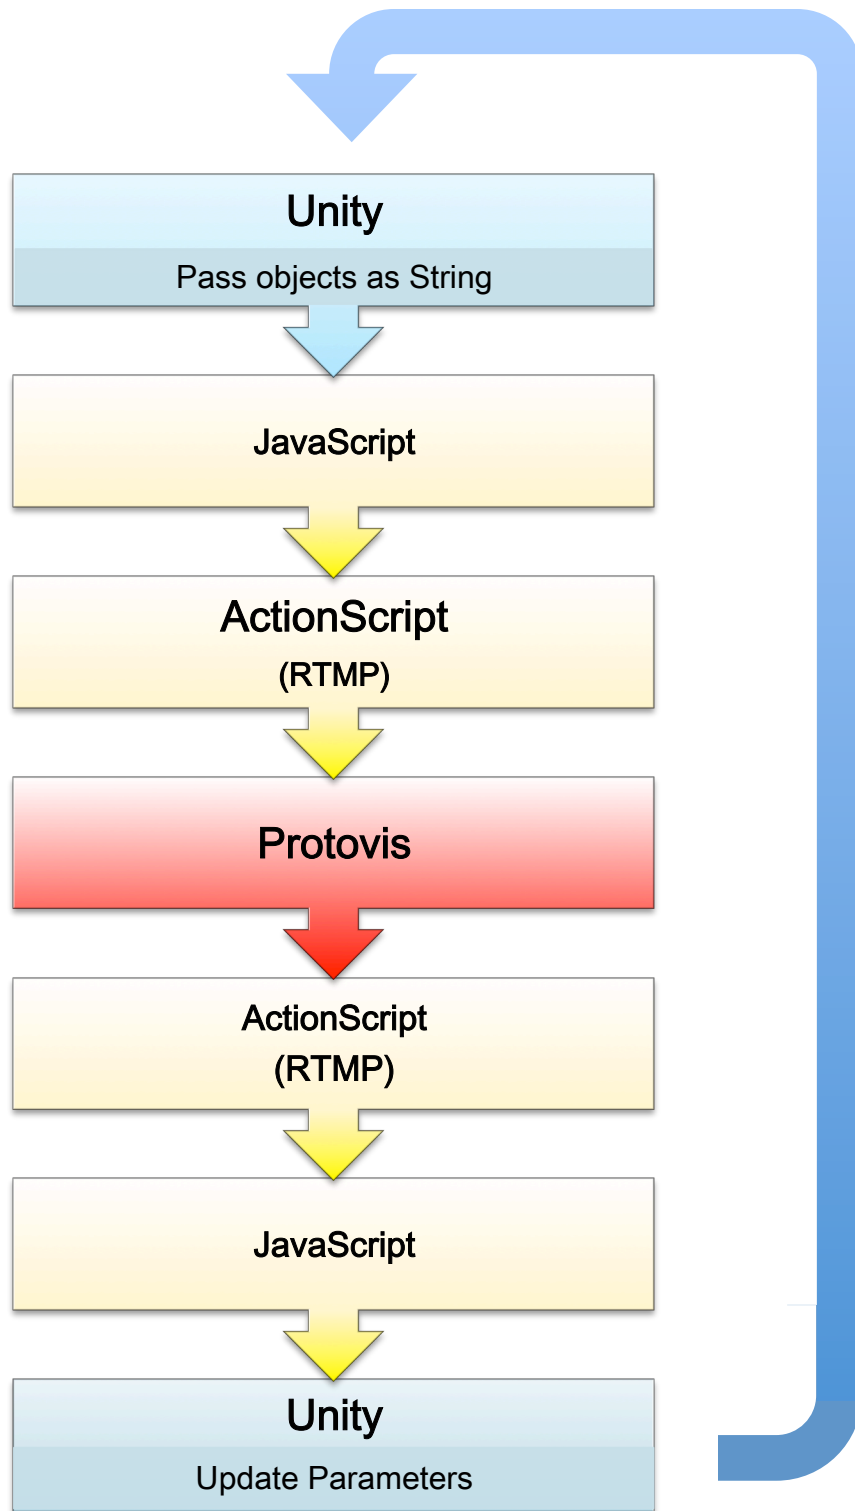 Unity
Pass objects as String
JavaScript
ActionScript
(RTMP)
Protovis
ActionScript
(RTMP)
JavaScript
Unity
Update Parameters